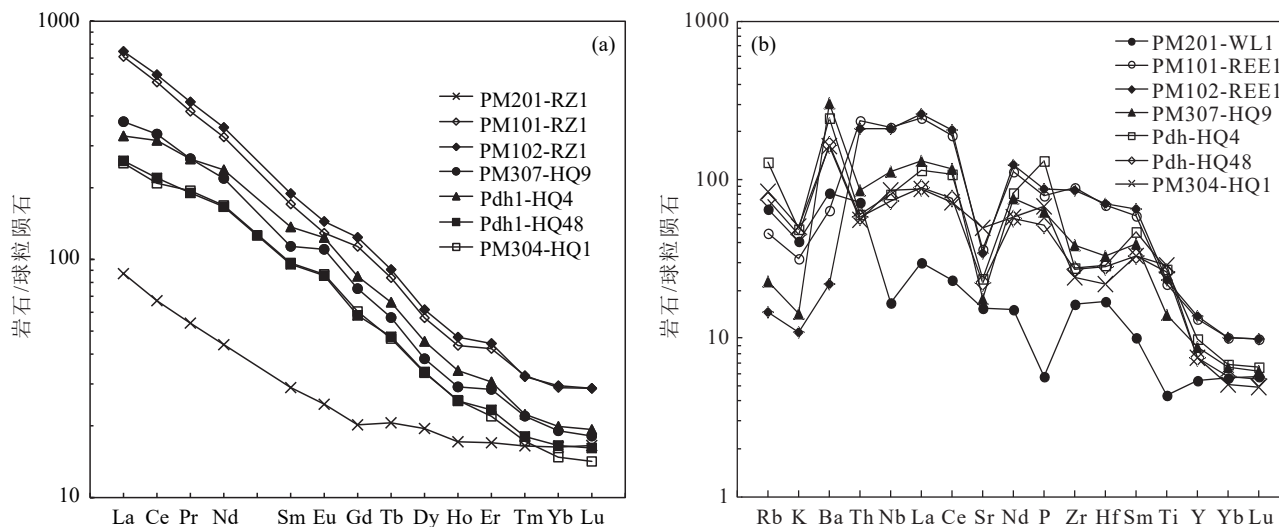 1000
100
10
岩石/球粒陨石
(a)
PM201-RZ1
PM101-RZ1
PM102-RZ1
PM307-HQ9
Pdh1-HQ4
Pdh1-HQ48
PM304-HQ1
La Ce Pr Nd Sm Eu Gd Tb Dy Ho Er Tm Yb Lu
1000
100
10
1
岩石/球粒陨石
(b)
PM201-WL1
PM101-REE1
PM102-REE1
PM307-HQ9
Pdh-HQ4
Pdh-HQ48
PM304-HQ1
Rb K Ba Th Nb La Ce Sr Nd P Zr Hf Sm Ti Y Yb Lu